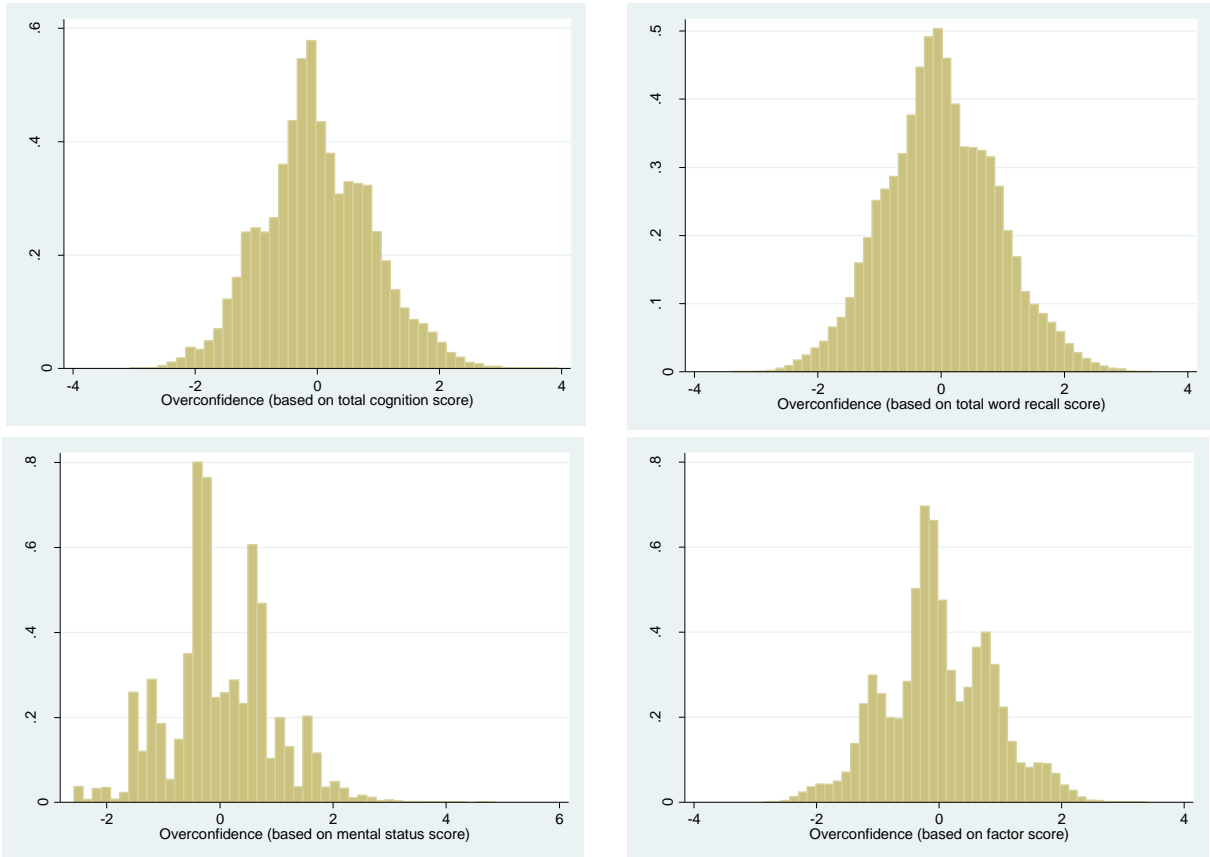 .6
.4
.2
0
-4 -2 0 2 4
Overconfidence (based on total cognition score)
.5
.4
.3
.2
.1
0
-4 -2 0 2 4
Overconfidence (based on total word recall score)
.8
.6
.4
.2
0
-2 0 2 4 6
Overconfidence (based on mental status score)
.8
.6
.4
.2
0
-4 -2 0 2 4
Overconfidence (based on factor score)